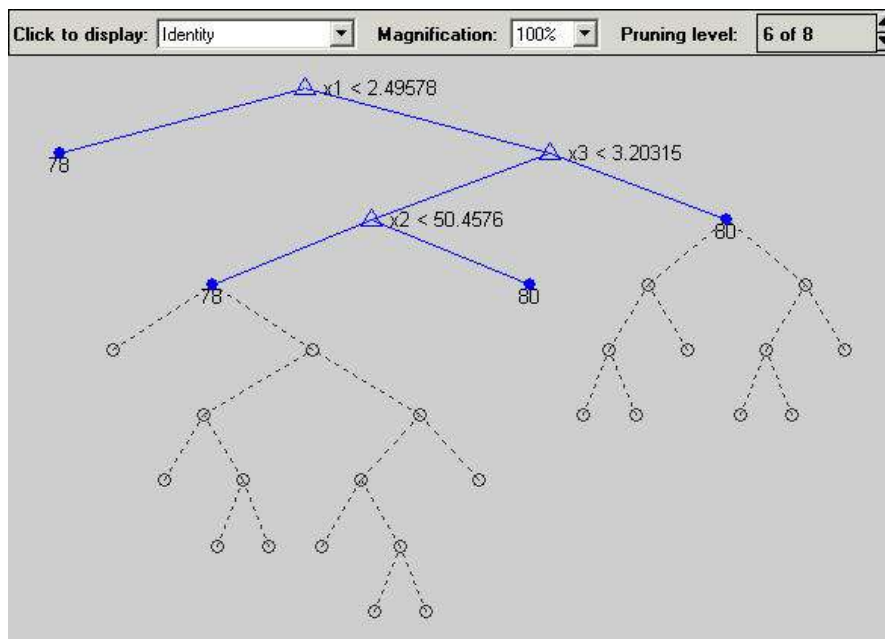 Click to display: Identity Magnification: 100% Pruning level: 6 of 8
x1 < 2.49578
78
x3 < 3.20315
x2 < 50.4576
80
78
80